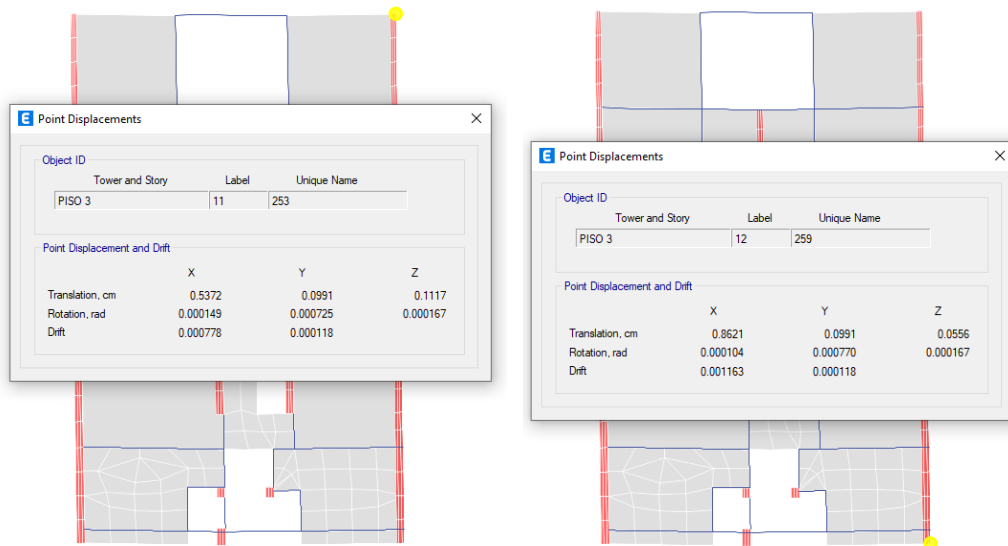 E Point Displacements
Object ID
Tower and Story Label Unique Name
PISO 3 11 253
Point Displacement and Drift
X Y Z
Translation, cm 0.5372 0.0991 0.1117
Rotation, rad 0.000149 0.000725 0.000167
Drift 0.000778 0.000118
E Point Displacements
Object ID
Tower and Story Label Unique Name
PISO 3 12 259
Point Displacement and Drift
X Y Z
Translation, cm 0.8621 0.0991 0.0556
Rotation, rad 0.000104 0.000770 0.000167
Drift 0.001163 0.000118